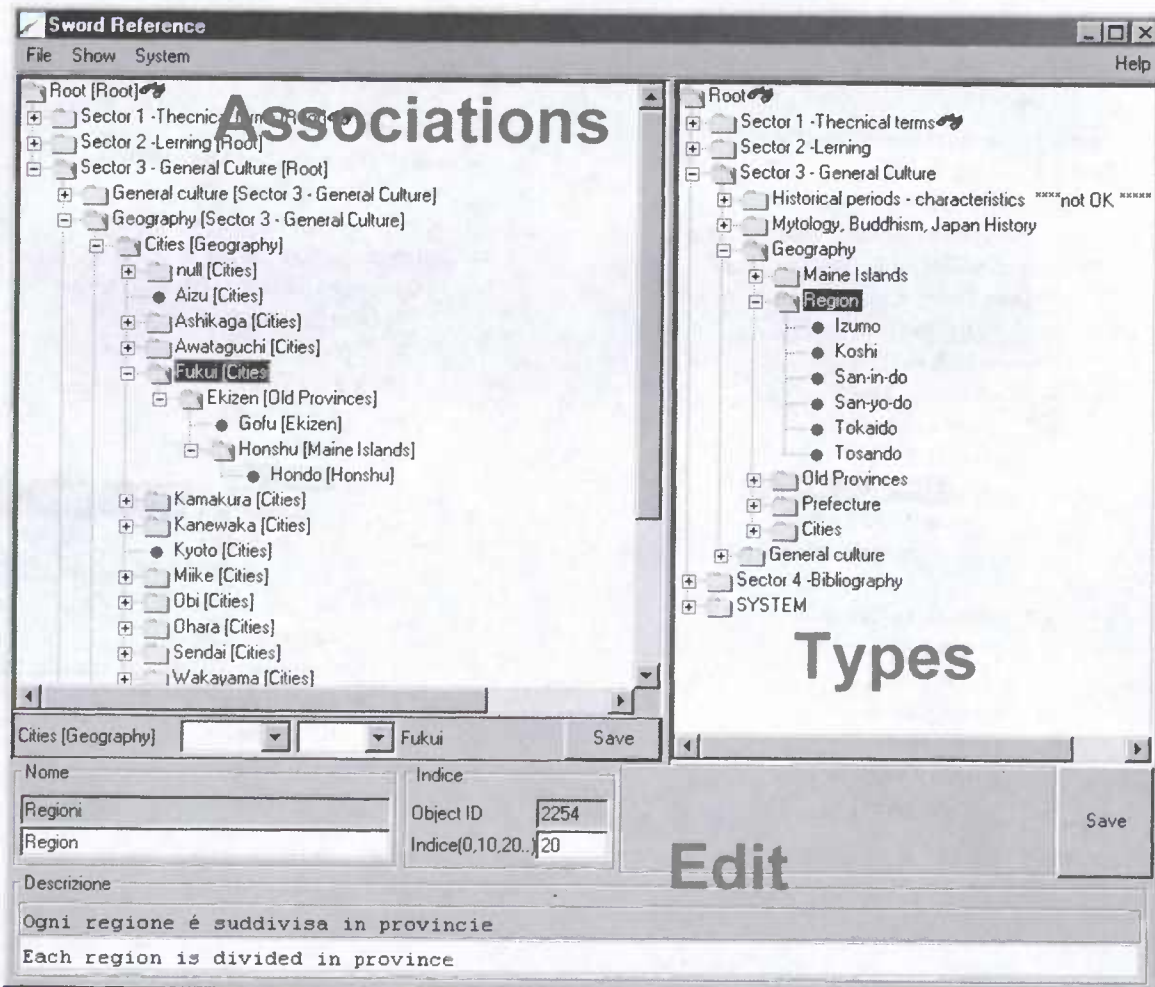 Sword Reference
File Show System Help
Associations
Root [Root]
Sector 1 -Thecnical terms [Root]
Sector 2 -Lerning [Root]
Sector 3 - General Culture [Root]
General culture [Sector 3 - General Culture]
Geography [Sector 3 - General Culture]
Cities [Geography]
null [Cities]
Aizu [Cities]
Ashikaga [Cities]
Awataguchi [Cities]
Fukui [Cities
Ekizen [Old Provinces]
Gofu [Ekizen]
Honshu [Maine Islands]
Hondo [Honshu]
Kamakura [Cities]
Kanewaka [Cities]
Kyoto [Cities]
Miike [Cities]
Obi [Cities]
Ohara [Cities]
Sendai [Cities]
Wakayama [Cities]
Cities [Geography] Fukui Save
Root
Sector 1 -Thecnical terms
Sector 2 -Lerning
Sector 3 - General Culture
Historical periods - characteristics ****not OK *****
Mytology, Buddhism, Japan History
Geography
Maine Islands
Region
Izumo
Koshi
San-in-do
San-yo-do
Tokaido
Tosando
Old Provinces
Prefecture
Cities
General culture
Sector 4 -Bibliography
SYSTEM
Types
Nome
Regioni
Region
Indice
Object ID 2254
Indice(0,10,20..) 20
Save
Edit
Descrizione
Ogni regione é suddivisa in provincie
Each region is divided in province